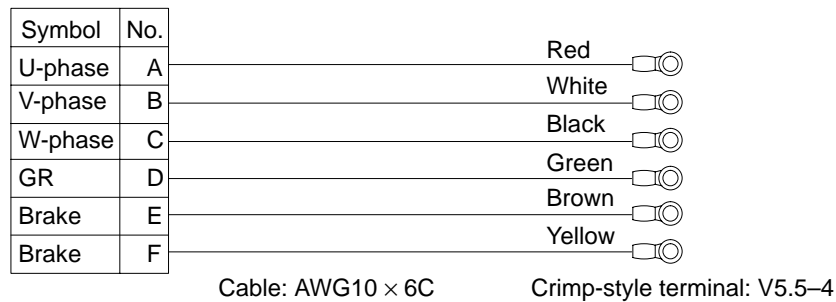 Symbol No.
U-phase A Red
V-phase B White
W-phase C Black
GR D Green
Brake E Brown
Brake F Yellow
Cable: AWG10 × 6C Crimp-style terminal: V5.5–4